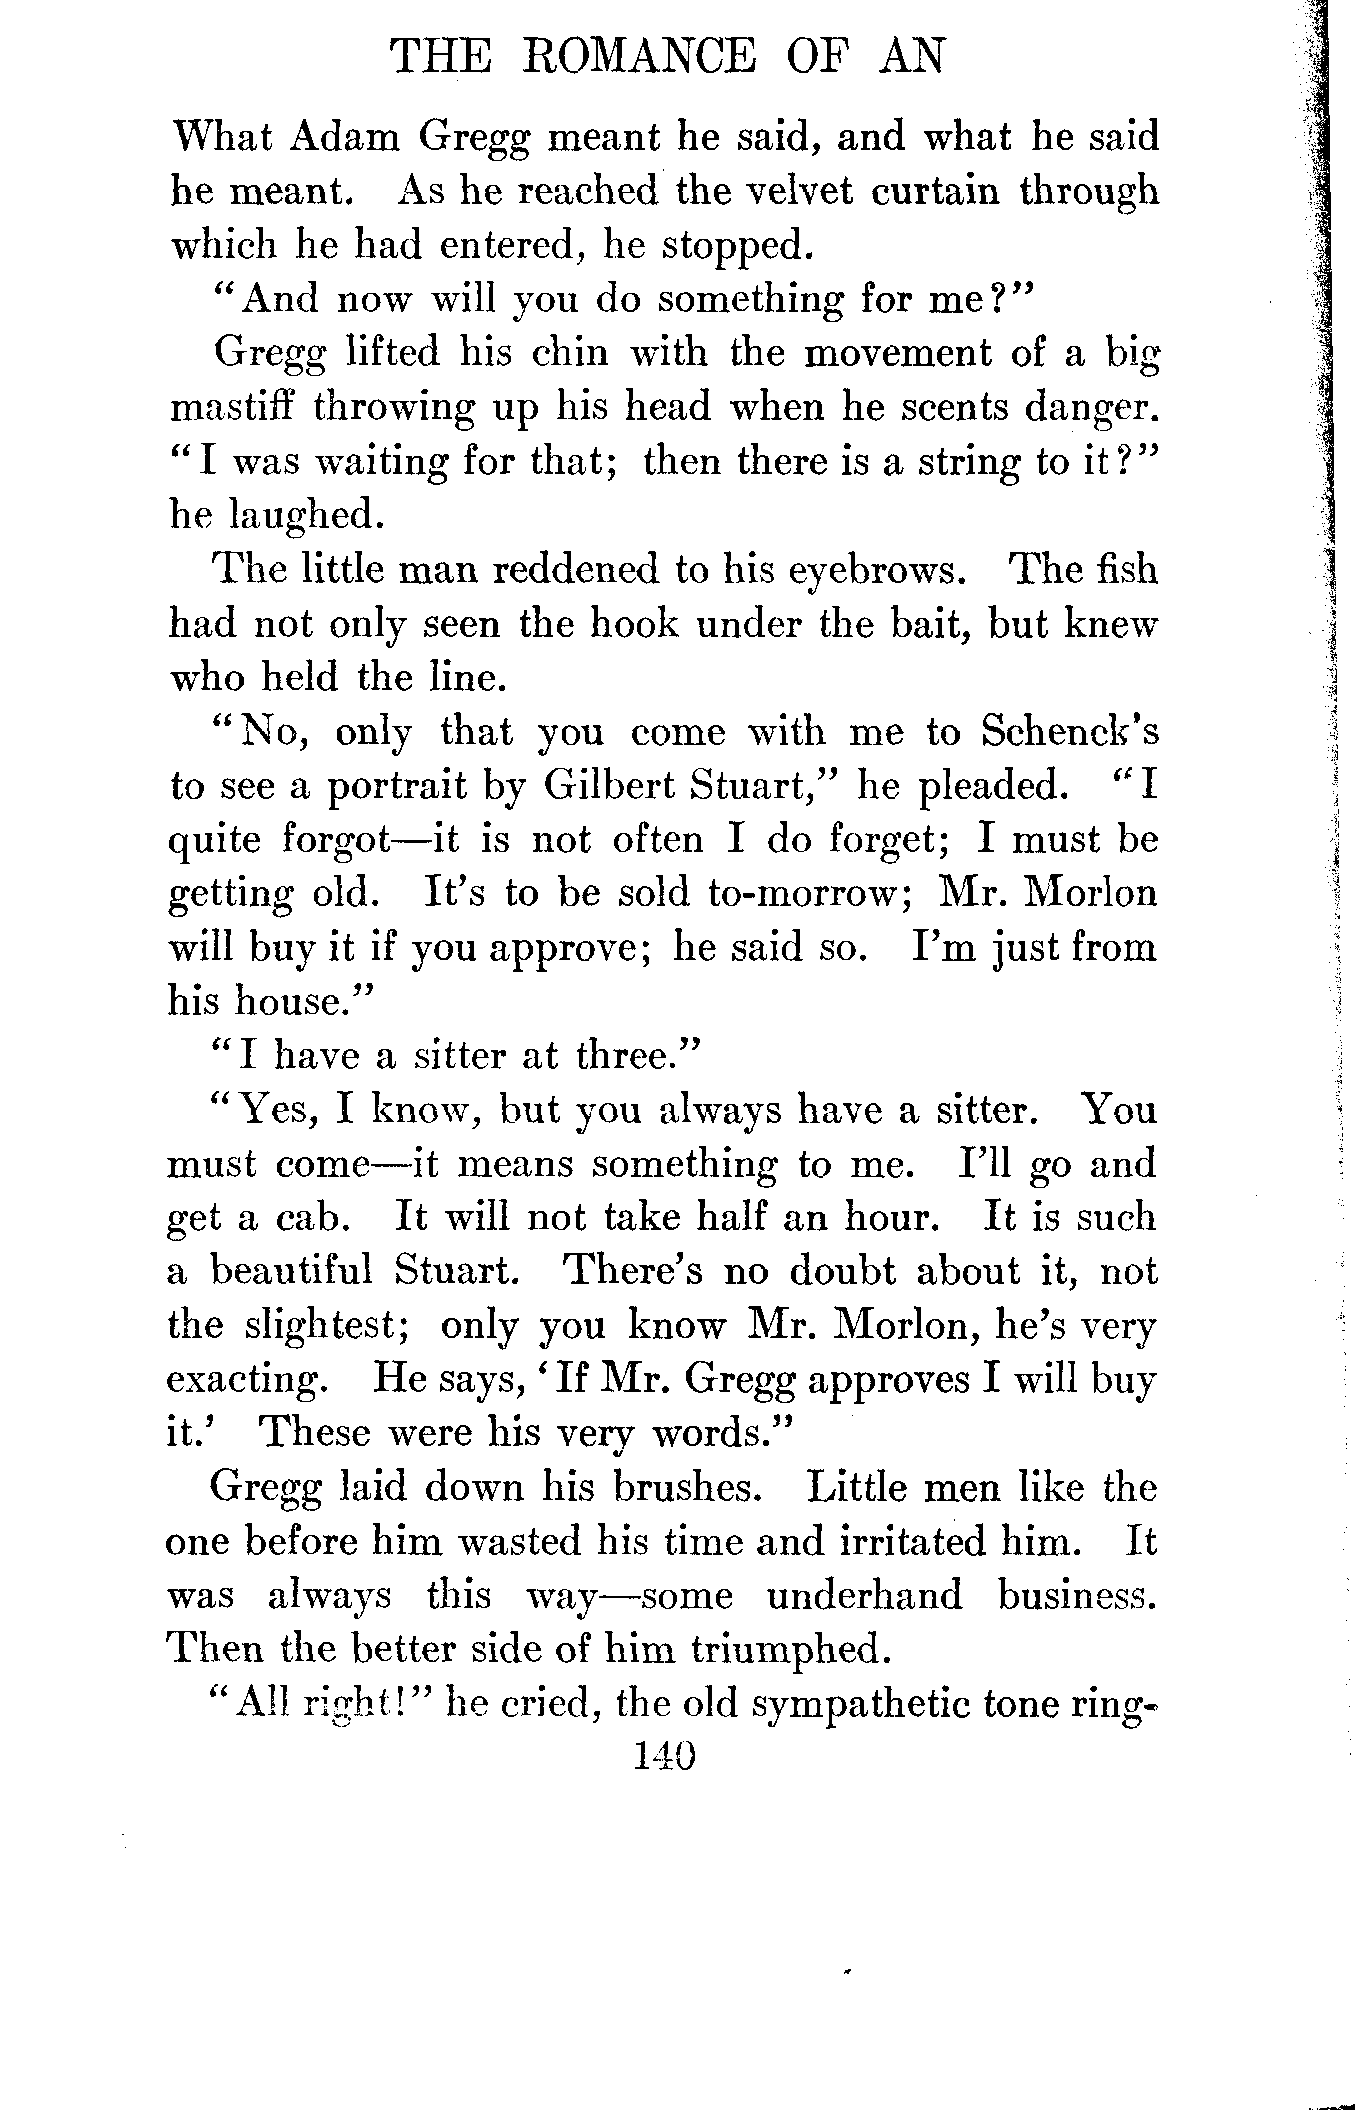 THE ROMANCE OF AN
What Adam Gregg meant he said, and what he said
he meant. As he reached the velvet curtain through
which he had entered, he stopped.
"And now will you do something for me?"
Gregg lifted his chin with the movement of a big
mastiff throwing up his head when he scents danger.
"I was waiting for that; then there is a string to it?"
he laughed.
The little man reddened to his eyebrows. The fish
had not only seen the hook under the bait, but knew
who held the line.
"No, only that you come with me to Schenck's
to see a portrait by Gilbert Stuart," he pleaded. "I
quite forgot—it is not often I do forget; I must be
getting old. It's to be sold to-morrow; Mr. Morlon
will buy it if you approve; he said so. I'm just from
his house."
"I have a sitter at three."
"Yes, I know, but you always have a sitter. You
must come—it means something to me. I'll go and
get a cab. It will not take half an hour. It is such
a beautiful Stuart. There's no doubt about it, not
the slightest; only you know Mr. Morlon, he's very
exacting. He says, 'If Mr. Gregg approves I will buy
it.' These were his very words."
Gregg laid down his brushes. Little men like the
one before him wasted his time and irritated him. It
was always this way—some underhand business.
Then the better side of him triumphed.
"All right!" he cried, the old sympathetic tone ring-
140